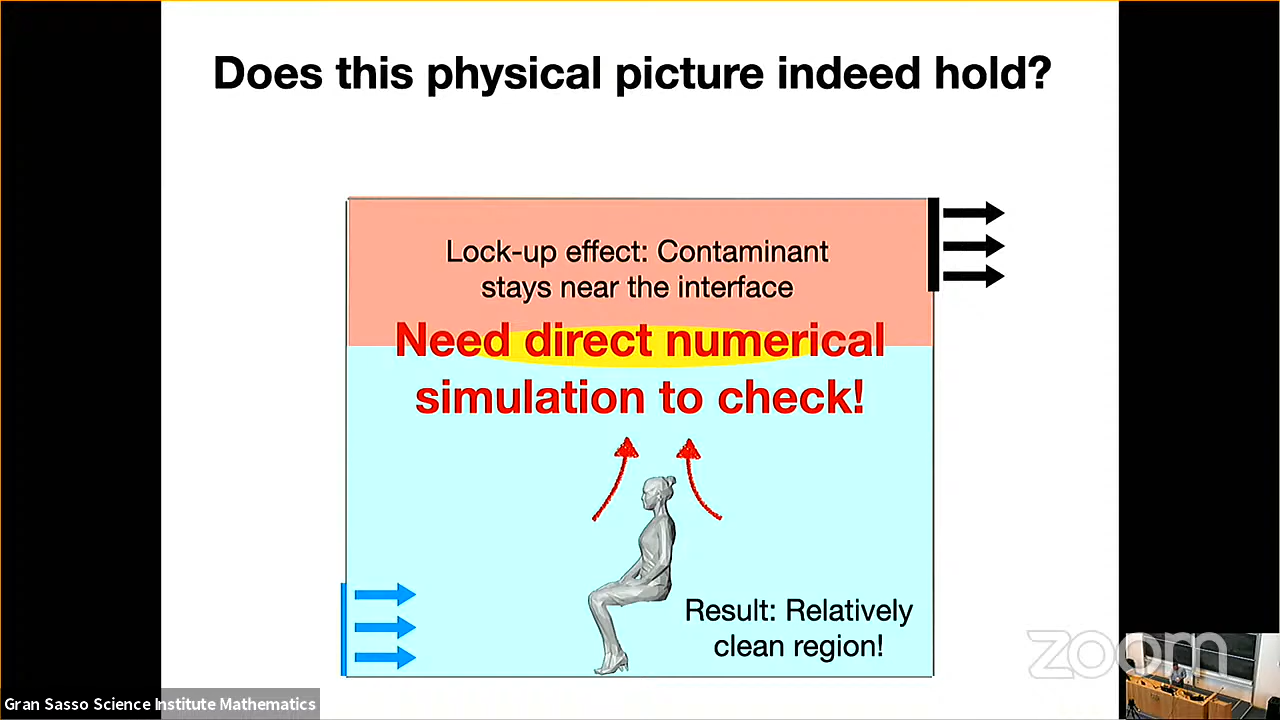 Does this physical picture indeed hold?
Lock-up effect: Contaminant
stays near the interface
Need direct numerical
simulation to check!
Result: Relatively
clean region!
zoom
Gran Sasso Science Institute Mathematics